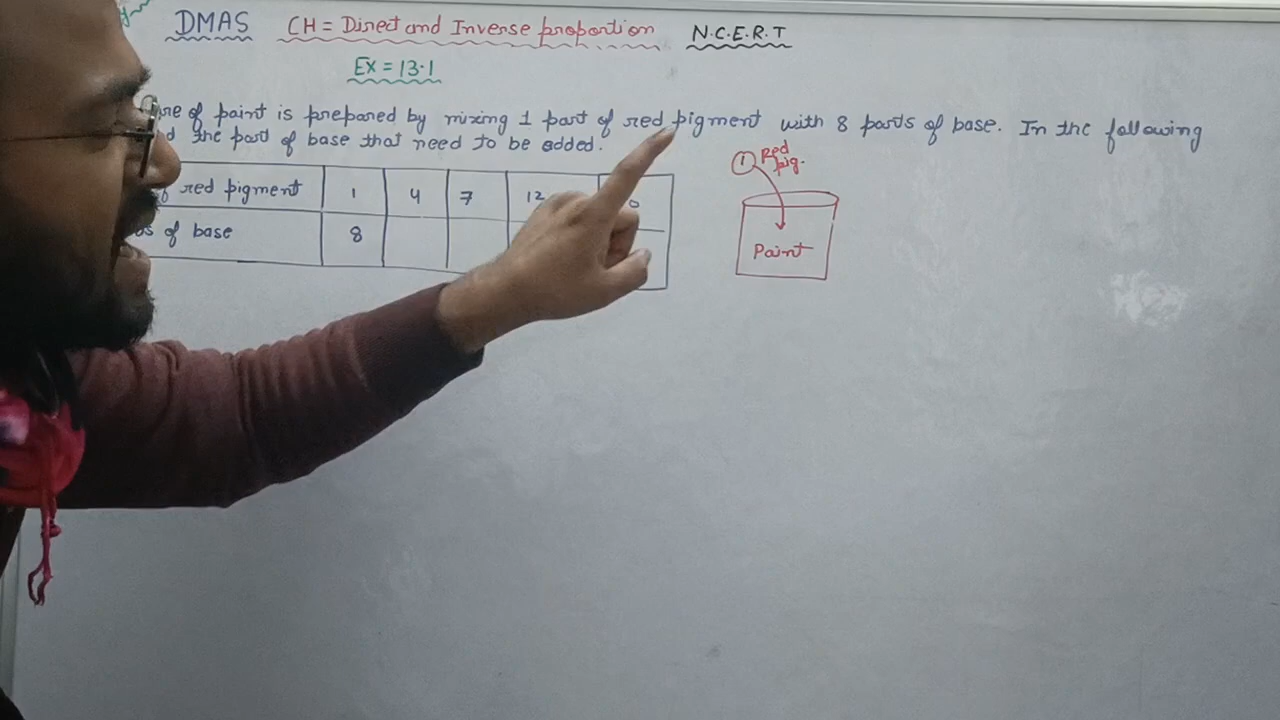 DMAS CH = Direct and Inverse proportion N.C.E.R.T
EX = 13.1
of paint is prepared by mixing 1 part of red pigment with 8 parts of base. In the following
the part of base that need to be added.
red pigment 1 4 7 12
of base 8
1 Red
pig.
Paint